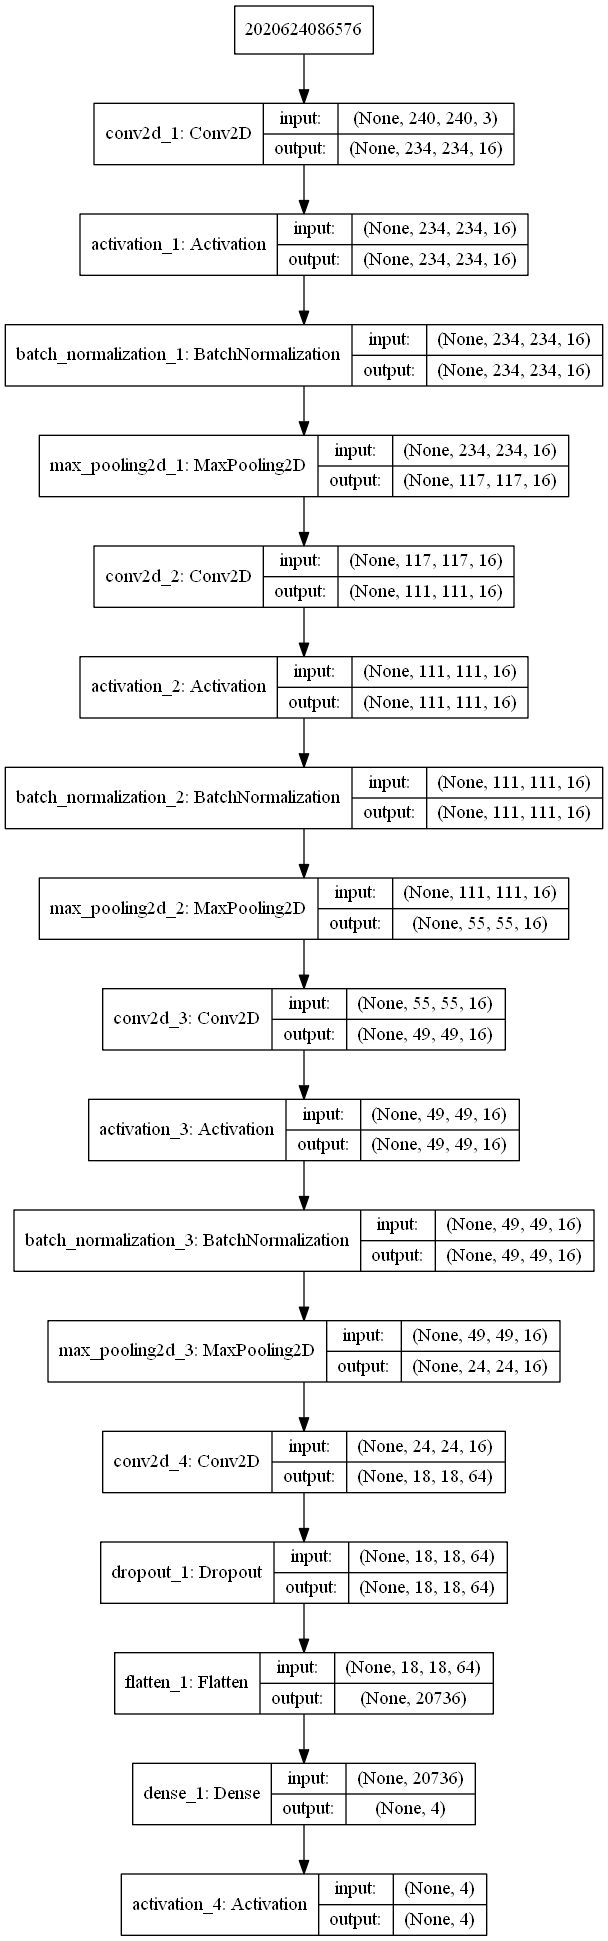 2020624086576
conv2d_1: Conv2D
input: (None, 240, 240, 3)
output: (None, 234, 234, 16)
activation_1: Activation
input: (None, 234, 234, 16)
output: (None, 234, 234, 16)
batch_normalization_1: BatchNormalization
input: (None, 234, 234, 16)
output: (None, 234, 234, 16)
max_pooling2d_1: MaxPooling2D
input: (None, 234, 234, 16)
output: (None, 117, 117, 16)
conv2d_2: Conv2D
input: (None, 117, 117, 16)
output: (None, 111, 111, 16)
activation_2: Activation
input: (None, 111, 111, 16)
output: (None, 111, 111, 16)
batch_normalization_2: BatchNormalization
input: (None, 111, 111, 16)
output: (None, 111, 111, 16)
max_pooling2d_2: MaxPooling2D
input: (None, 111, 111, 16)
output: (None, 55, 55, 16)
conv2d_3: Conv2D
input: (None, 55, 55, 16)
output: (None, 49, 49, 16)
activation_3: Activation
input: (None, 49, 49, 16)
output: (None, 49, 49, 16)
batch_normalization_3: BatchNormalization
input: (None, 49, 49, 16)
output: (None, 49, 49, 16)
max_pooling2d_3: MaxPooling2D
input: (None, 49, 49, 16)
output: (None, 24, 24, 16)
conv2d_4: Conv2D
input: (None, 24, 24, 16)
output: (None, 18, 18, 64)
dropout_1: Dropout
input: (None, 18, 18, 64)
output: (None, 18, 18, 64)
flatten_1: Flatten
input: (None, 18, 18, 64)
output: (None, 20736)
dense_1: Dense
input: (None, 20736)
output: (None, 4)
activation_4: Activation
input: (None, 4)
output: (None, 4)